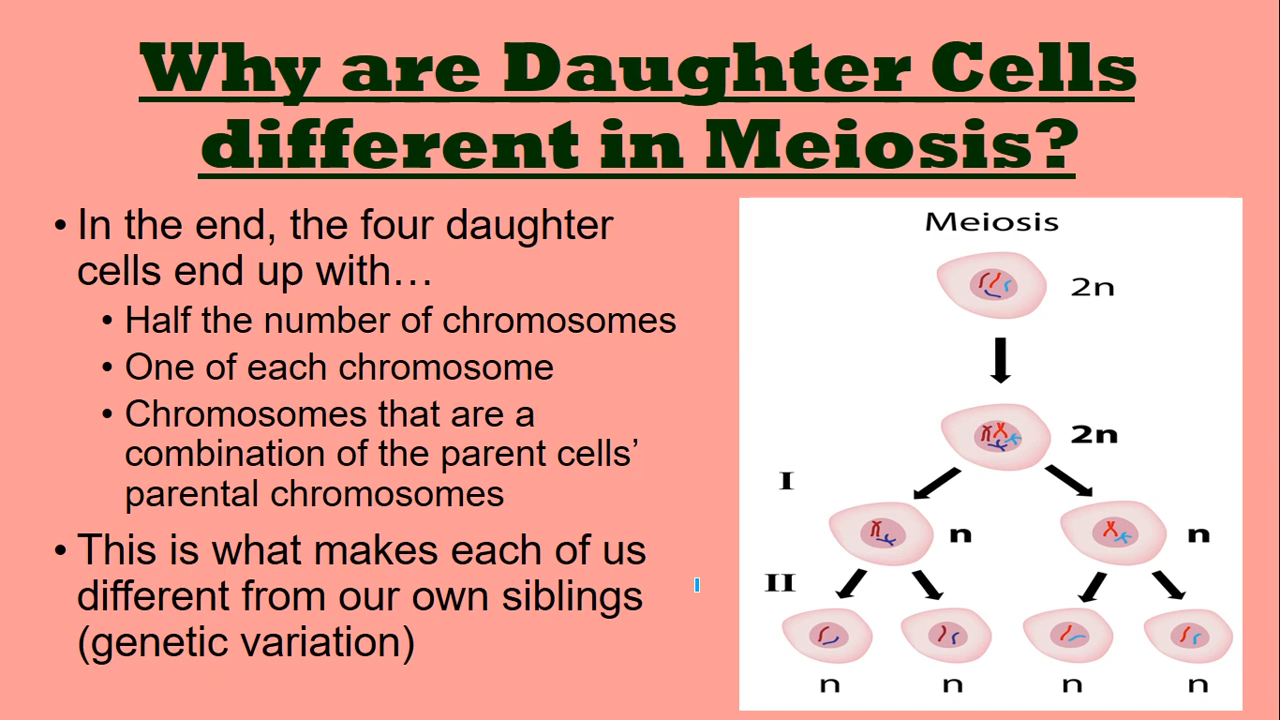 Why are Daughter Cells
different in Meiosis?
• In the end, the four daughter
cells end up with…
• Half the number of chromosomes
• One of each chromosome
• Chromosomes that are a
combination of the parent cells’
parental chromosomes
• This is what makes each of us
different from our own siblings
(genetic variation)
Meiosis
2n
2n
I
n
n
II
n
n
n
n